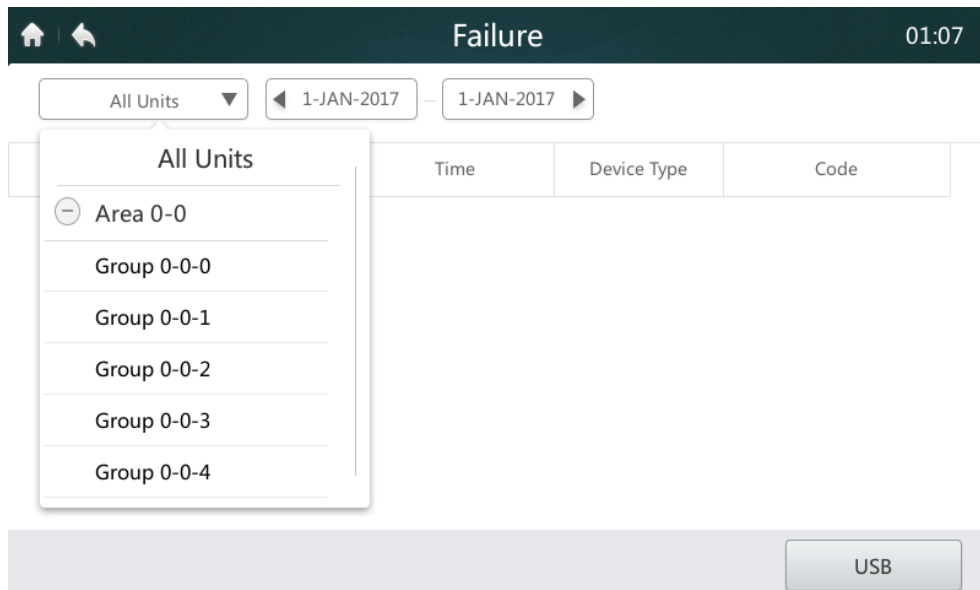 Failure 01:07
All Units 1-JAN-2017 – 1-JAN-2017
All Units
Time Device Type Code
Area 0-0
Group 0-0-0
Group 0-0-1
Group 0-0-2
Group 0-0-3
Group 0-0-4
USB